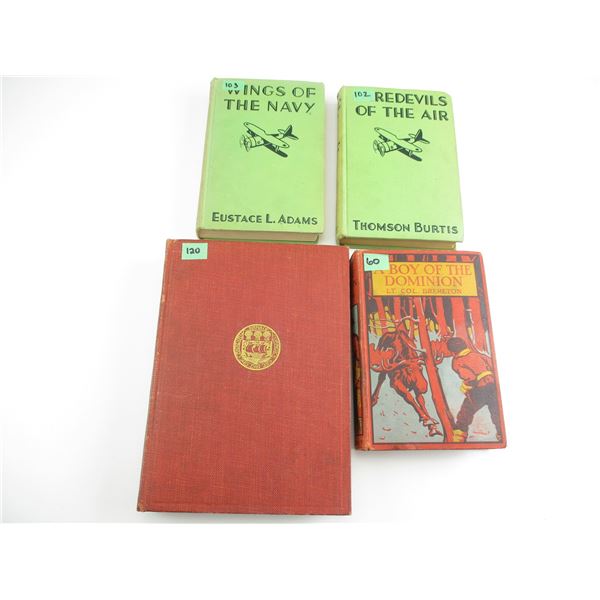 103
WINGS OF
THE NAVY
EUSTACE L. ADAMS
102
REDEVILS
OF THE AIR
THOMSON BURTIS
120
60
A BOY OF THE
DOMINION
LT. COL. BRERETON